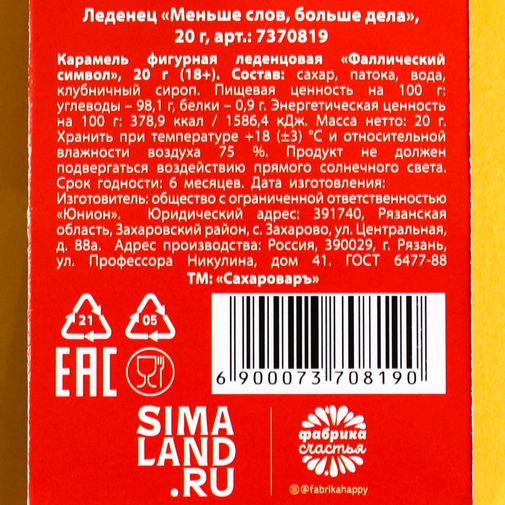 Леденец «Меньше слов, больше дела»,
20 г, арт.: 7370819
Карамель фигурная леденцовая «Фаллический
символ», 20 г (18+). Состав: сахар, патока, вода,
клубничный сироп. Пищевая ценность на 100 г:
углеводы – 98,1 г, белки – 0,9 г. Энергетическая ценность
на 100 г: 378,9 ккал / 1586,4 кДж. Масса нетто: 20 г.
Хранить при температуре +18 (±3) °С и относительной
влажности воздуха 75 %. Продукт не должен
подвергаться воздействию прямого солнечного света.
Срок годности: 6 месяцев. Дата изготовления:
Изготовитель: общество с ограниченной ответственностью
«Юнион». Юридический адрес: 391740, Рязанская
область, Захаровский район, с. Захарово, ул. Центральная,
д. 88а. Адрес производства: Россия, 390029, г. Рязань,
ул. Профессора Никулина, дом 41. ГОСТ 6477-88
ТМ: «Сахароваръ»
21 05
ЕАС
6 900073 708190
SIMA
LAND
.RU
фабрика
счастья
@fabrikahappy